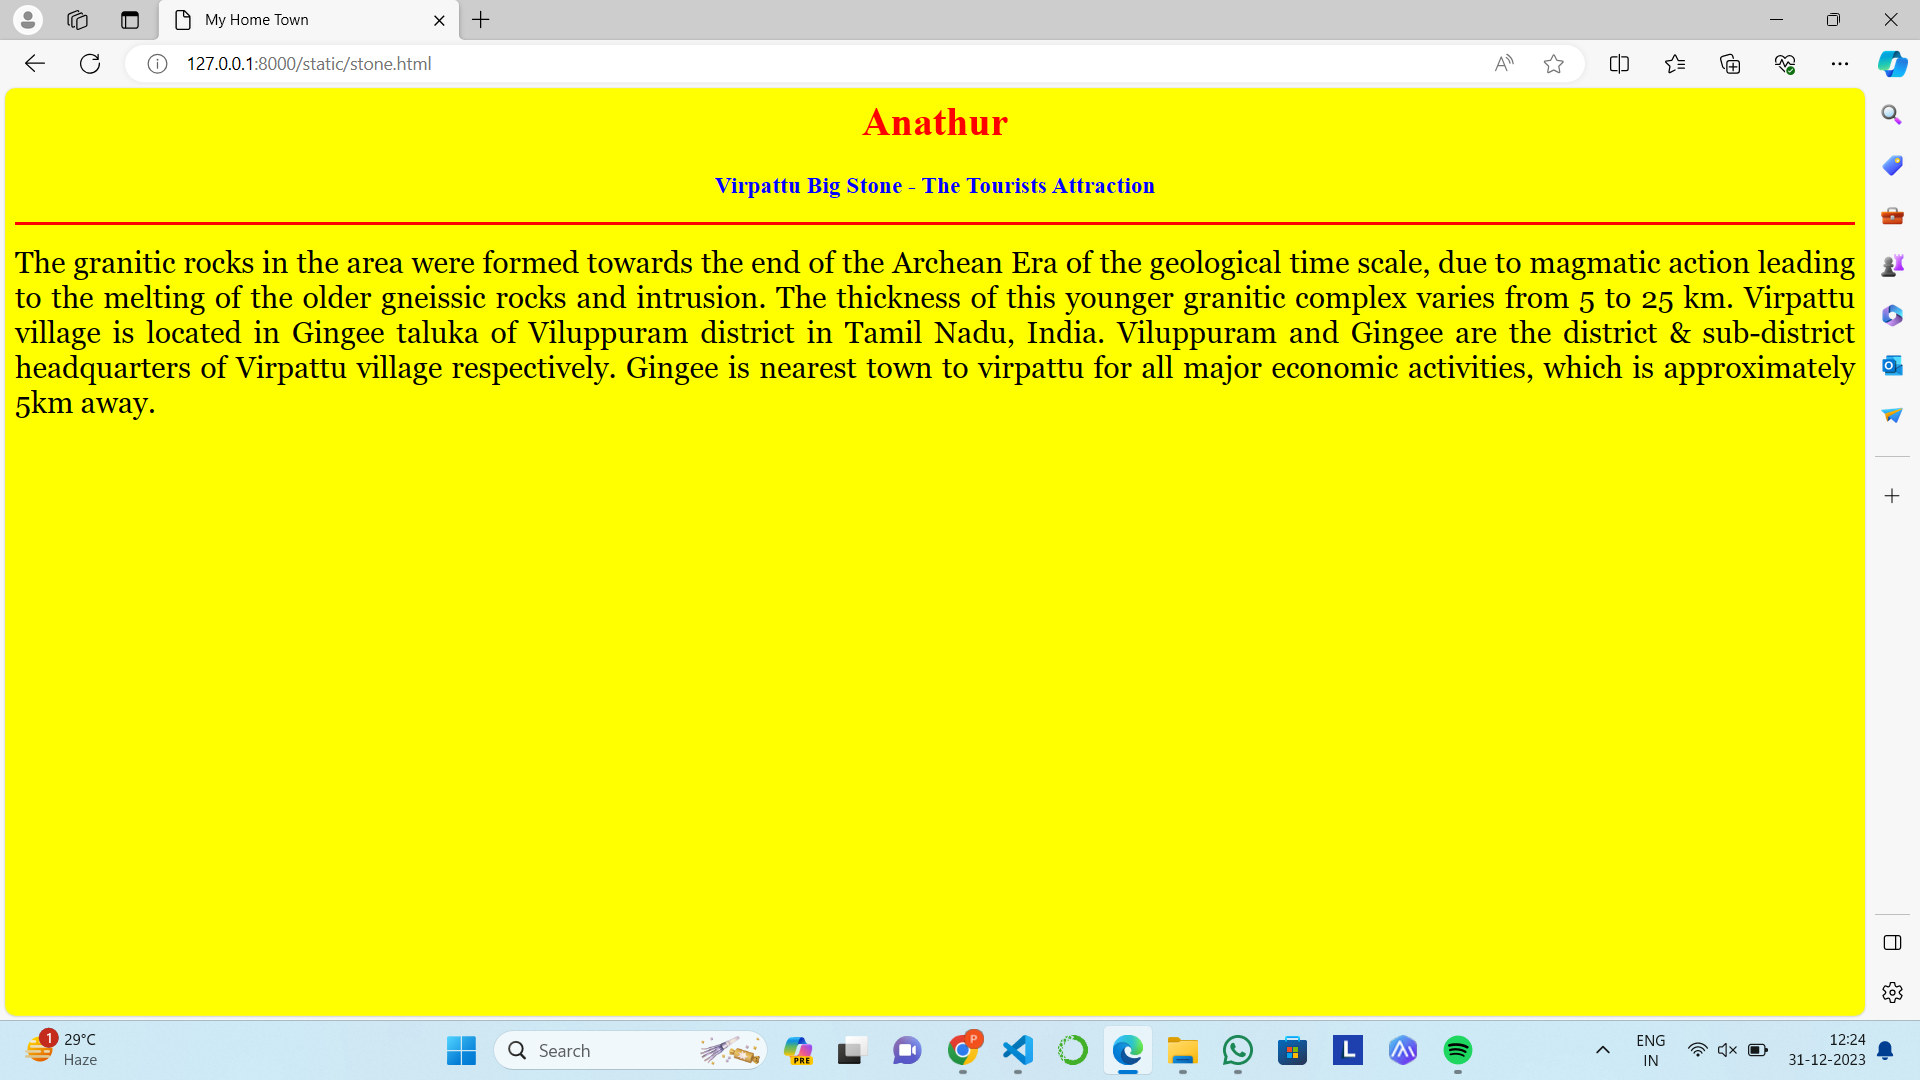 My Home Town
127.0.0.1:8000/static/stone.html
Anathur
Virpattu Big Stone - The Tourists Attraction
The granitic rocks in the area were formed towards the end of the Archean Era of the geological time scale, due to magmatic action leading
to the melting of the older gneissic rocks and intrusion. The thickness of this younger granitic complex varies from 5 to 25 km. Virpattu
village is located in Gingee taluka of Viluppuram district in Tamil Nadu, India. Viluppuram and Gingee are the district & sub-district
headquarters of Virpattu village respectively. Gingee is nearest town to virpattu for all major economic activities, which is approximately
5km away.
1
29°C
Haze
Search
PRE
P
L
ENG
IN
12:24
31-12-2023